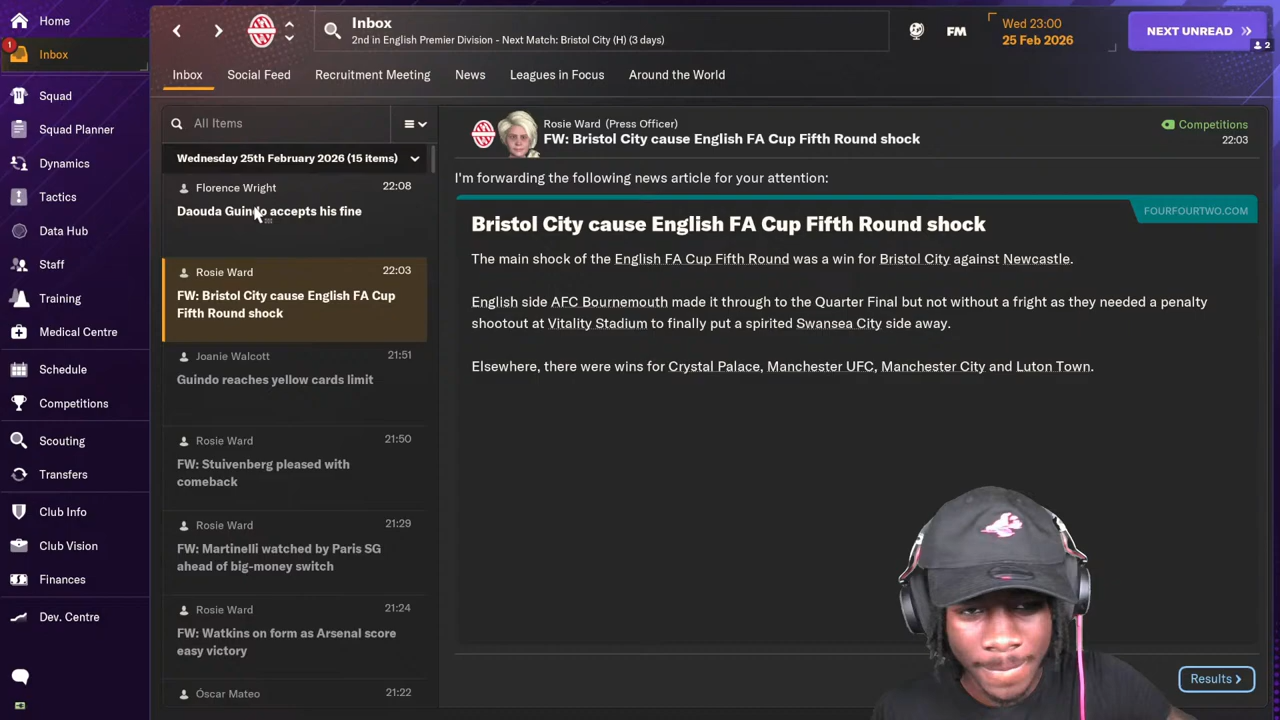 Home
1
Inbox
Squad
Squad Planner
Dynamics
Tactics
Data Hub
Staff
Training
Medical Centre
Schedule
Competitions
Scouting
Transfers
Club Info
Club Vision
Finances
Dev. Centre
Inbox
2nd in English Premier Division - Next Match: Bristol City (H) (3 days)
FM
Wed 23:00
25 Feb 2026
NEXT UNREAD
2
Inbox
Social Feed
Recruitment Meeting
News
Leagues in Focus
Around the World
All Items
Wednesday 25th February 2026 (15 items)
Florence Wright
22:08
Daouda Guindo accepts his fine
Rosie Ward
22:03
FW: Bristol City cause English FA Cup
Fifth Round shock
Joanie Walcott
21:51
Guindo reaches yellow cards limit
Rosie Ward
21:50
FW: Stuivenberg pleased with
comeback
Rosie Ward
21:29
FW: Martinelli watched by Paris SG
ahead of big-money switch
Rosie Ward
21:24
FW: Watkins on form as Arsenal score
easy victory
Óscar Mateo
21:22
Rosie Ward (Press Officer)
FW: Bristol City cause English FA Cup Fifth Round shock
Competitions
22:03
I'm forwarding the following news article for your attention:
FOURFOURTWO.COM
Bristol City cause English FA Cup Fifth Round shock
The main shock of the English FA Cup Fifth Round was a win for Bristol City against Newcastle.
English side AFC Bournemouth made it through to the Quarter Final but not without a fright as they needed a penalty
shootout at Vitality Stadium to finally put a spirited Swansea City side away.
Elsewhere, there were wins for Crystal Palace, Manchester UFC, Manchester City and Luton Town.
Results